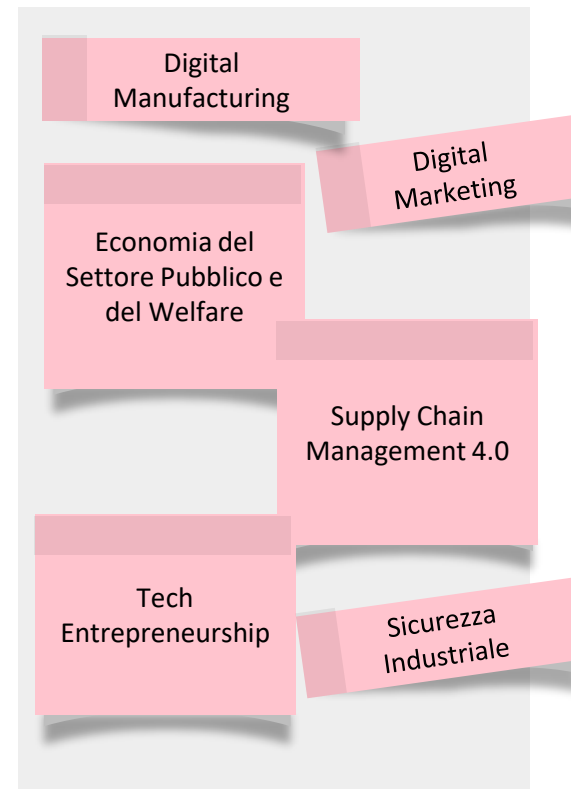 Digital
Manufacturing
Digital
Marketing
Economia del
Settore Pubblico e
del Welfare
Supply Chain
Management 4.0
Tech
Entrepreneurship
Sicurezza
Industriale